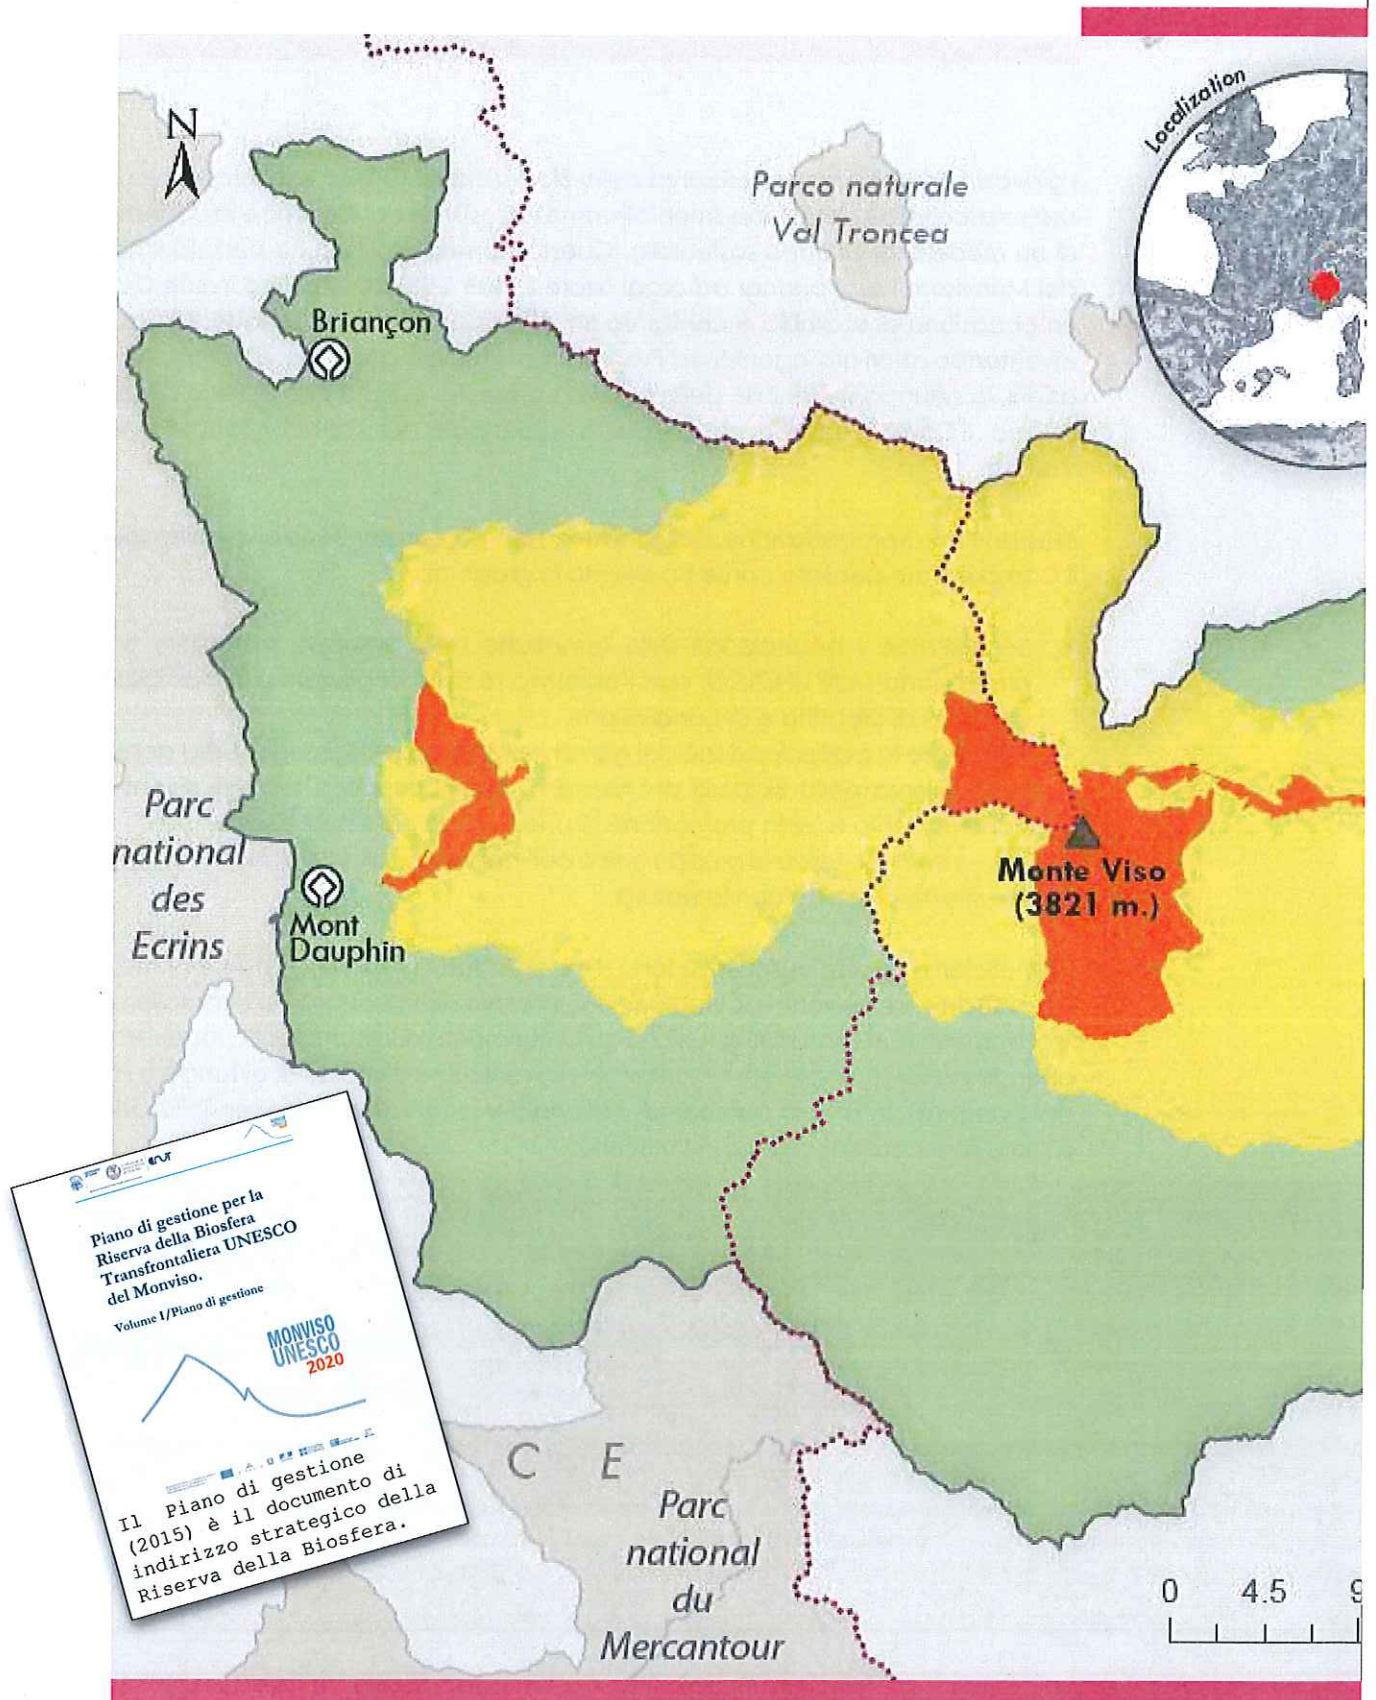 Localization
N
Parco naturale
Val Troncea
Briançon
Parc
national
des
Ecrins
Monte Viso
(3821 m.)
Mont
Dauphin
Piano di gestione per la
Riserva della Biosfera
Transfrontaliera UNESCO
del Monviso.
Volume I/Piano di gestione
MONVISO
UNESCO
2020
Il Piano di gestione
(2015) è il documento di
indirizzo strategico della
Riserva della Biosfera.
C E
Parc
national
du
Mercantour
0 4.5 9